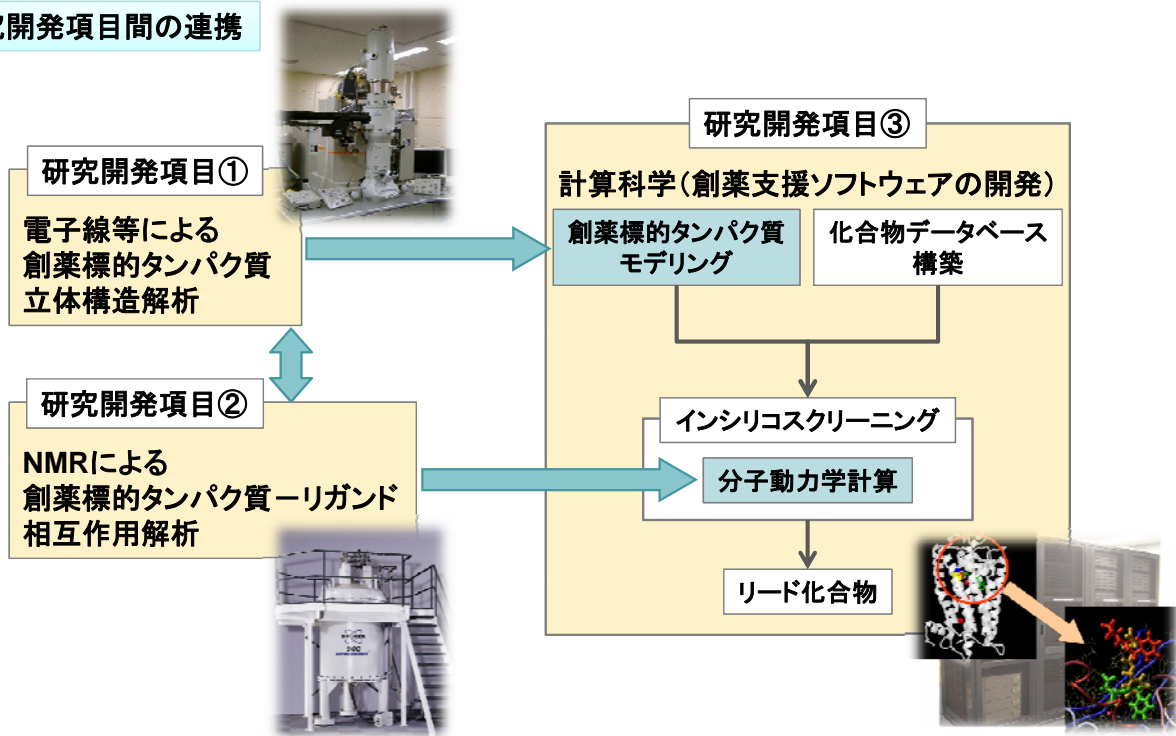 究開発項目間の連携
研究開発項目①
電子線等による
創薬標的タンパク質
立体構造解析
研究開発項目②
NMRによる
創薬標的タンパク質－リガンド
相互作用解析
研究開発項目③
計算科学（創薬支援ソフトウェアの開発）
創薬標的タンパク質
モデリング
化合物データベース
構築
インシリコスクリーニング
分子動力学計算
リード化合物